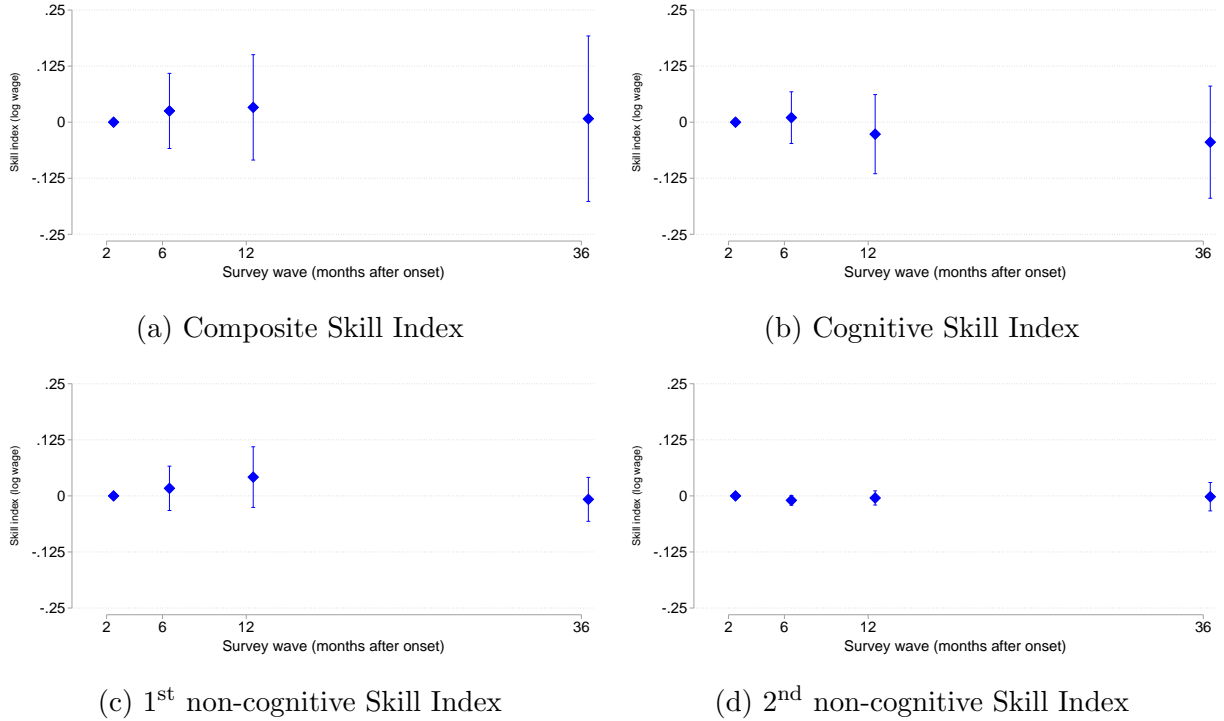 Skill index (log wage)
.25
.125
0
-.125
-.25
2 6 12 36
Survey wave (months after onset)
(a) Composite Skill Index
Skill index (log wage)
.25
.125
0
-.125
-.25
2 6 12 36
Survey wave (months after onset)
(b) Cognitive Skill Index
Skill index (log wage)
.25
.125
0
-.125
-.25
2 6 12 36
Survey wave (months after onset)
(c) 1st non-cognitive Skill Index
Skill index (log wage)
.25
.125
0
-.125
-.25
2 6 12 36
Survey wave (months after onset)
(d) 2nd non-cognitive Skill Index